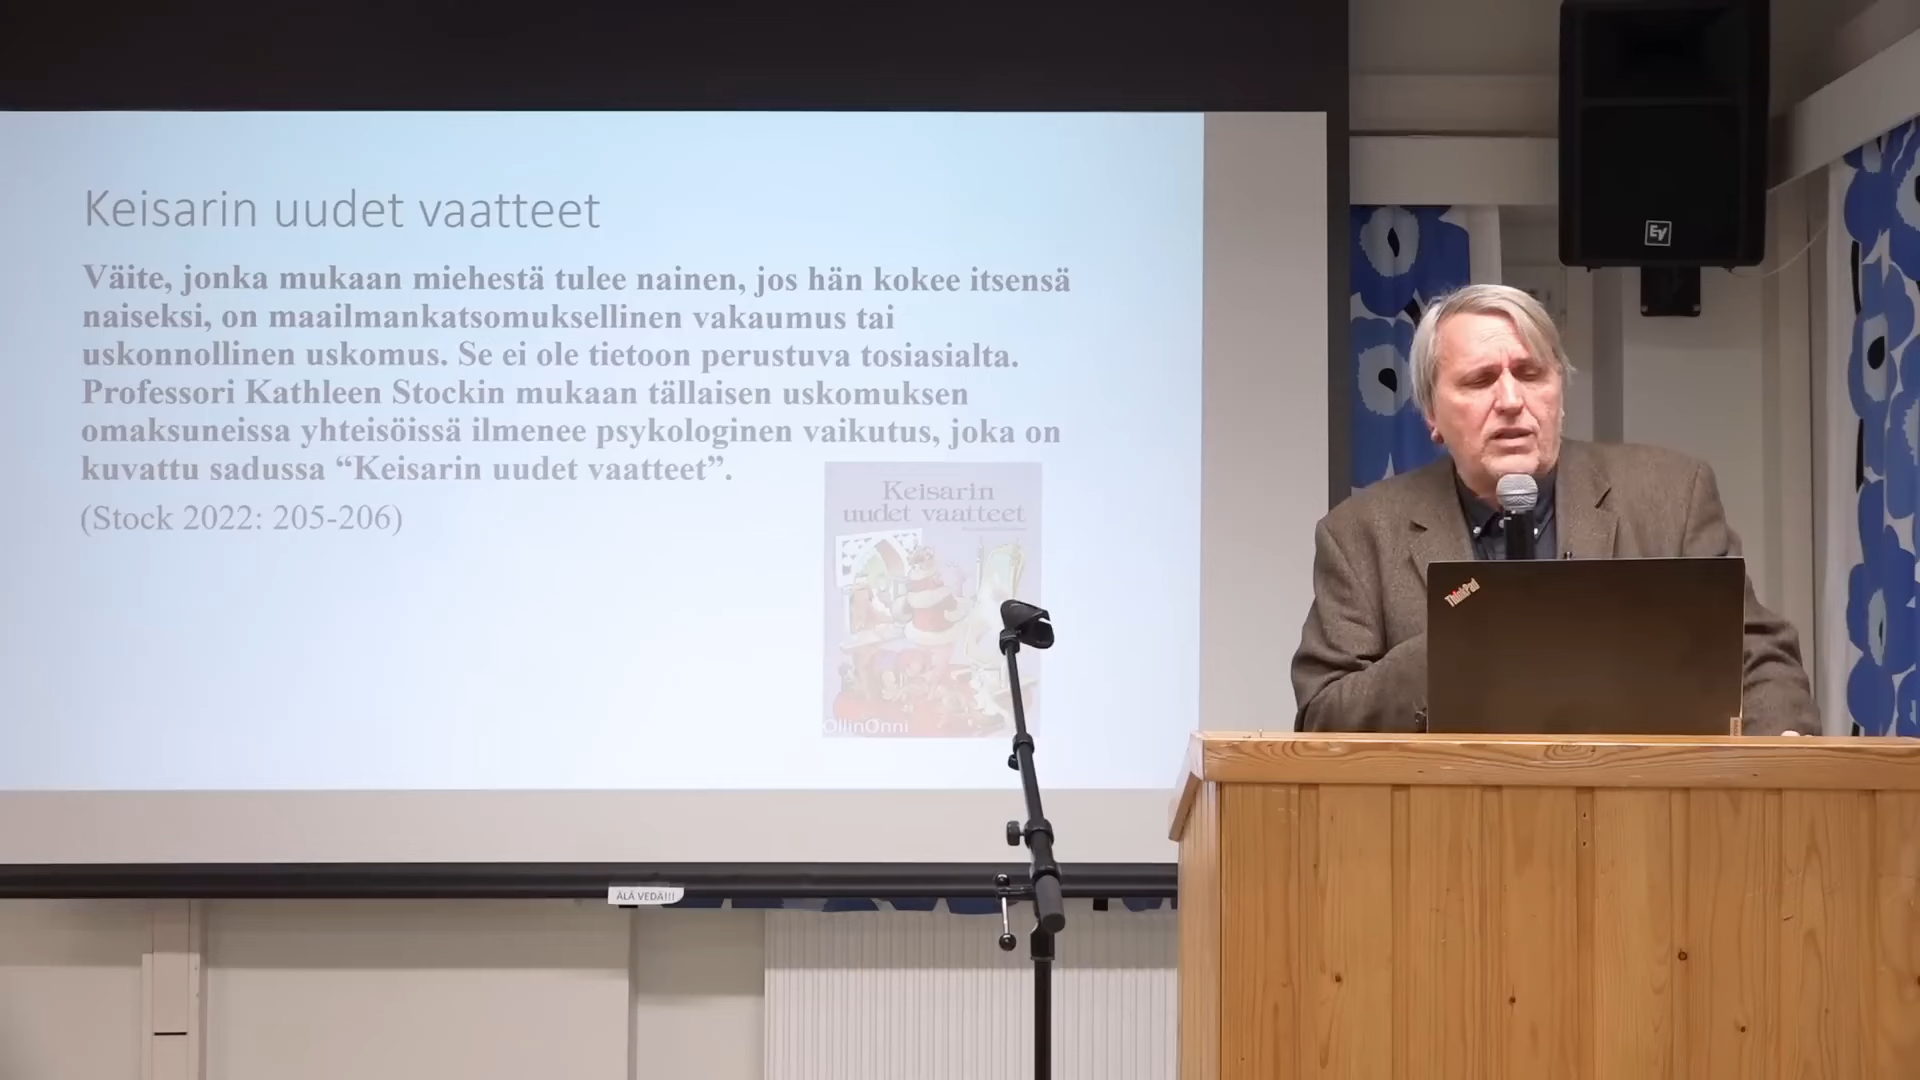 Keisarin uudet vaatteet
Väite, jonka mukaan miehestä tulee nainen, jos hän kokee itsensä
naiseksi, on maailmankatsomuksellinen vakaumus tai
uskonnollinen uskomus. Se ei ole tietoon perustuva tosiasialta.
Professori Kathleen Stockin mukaan tällaisen uskomuksen
omaksuneissa yhteisöissä ilmenee psykologinen vaikutus, joka on
kuvattu sadussa “Keisarin uudet vaatteet”.
(Stock 2022: 205-206)
Keisarin
uudet vaatteet
OllinOnni
ÄLÄ VEDÄ!!!
EV
ThinkPad